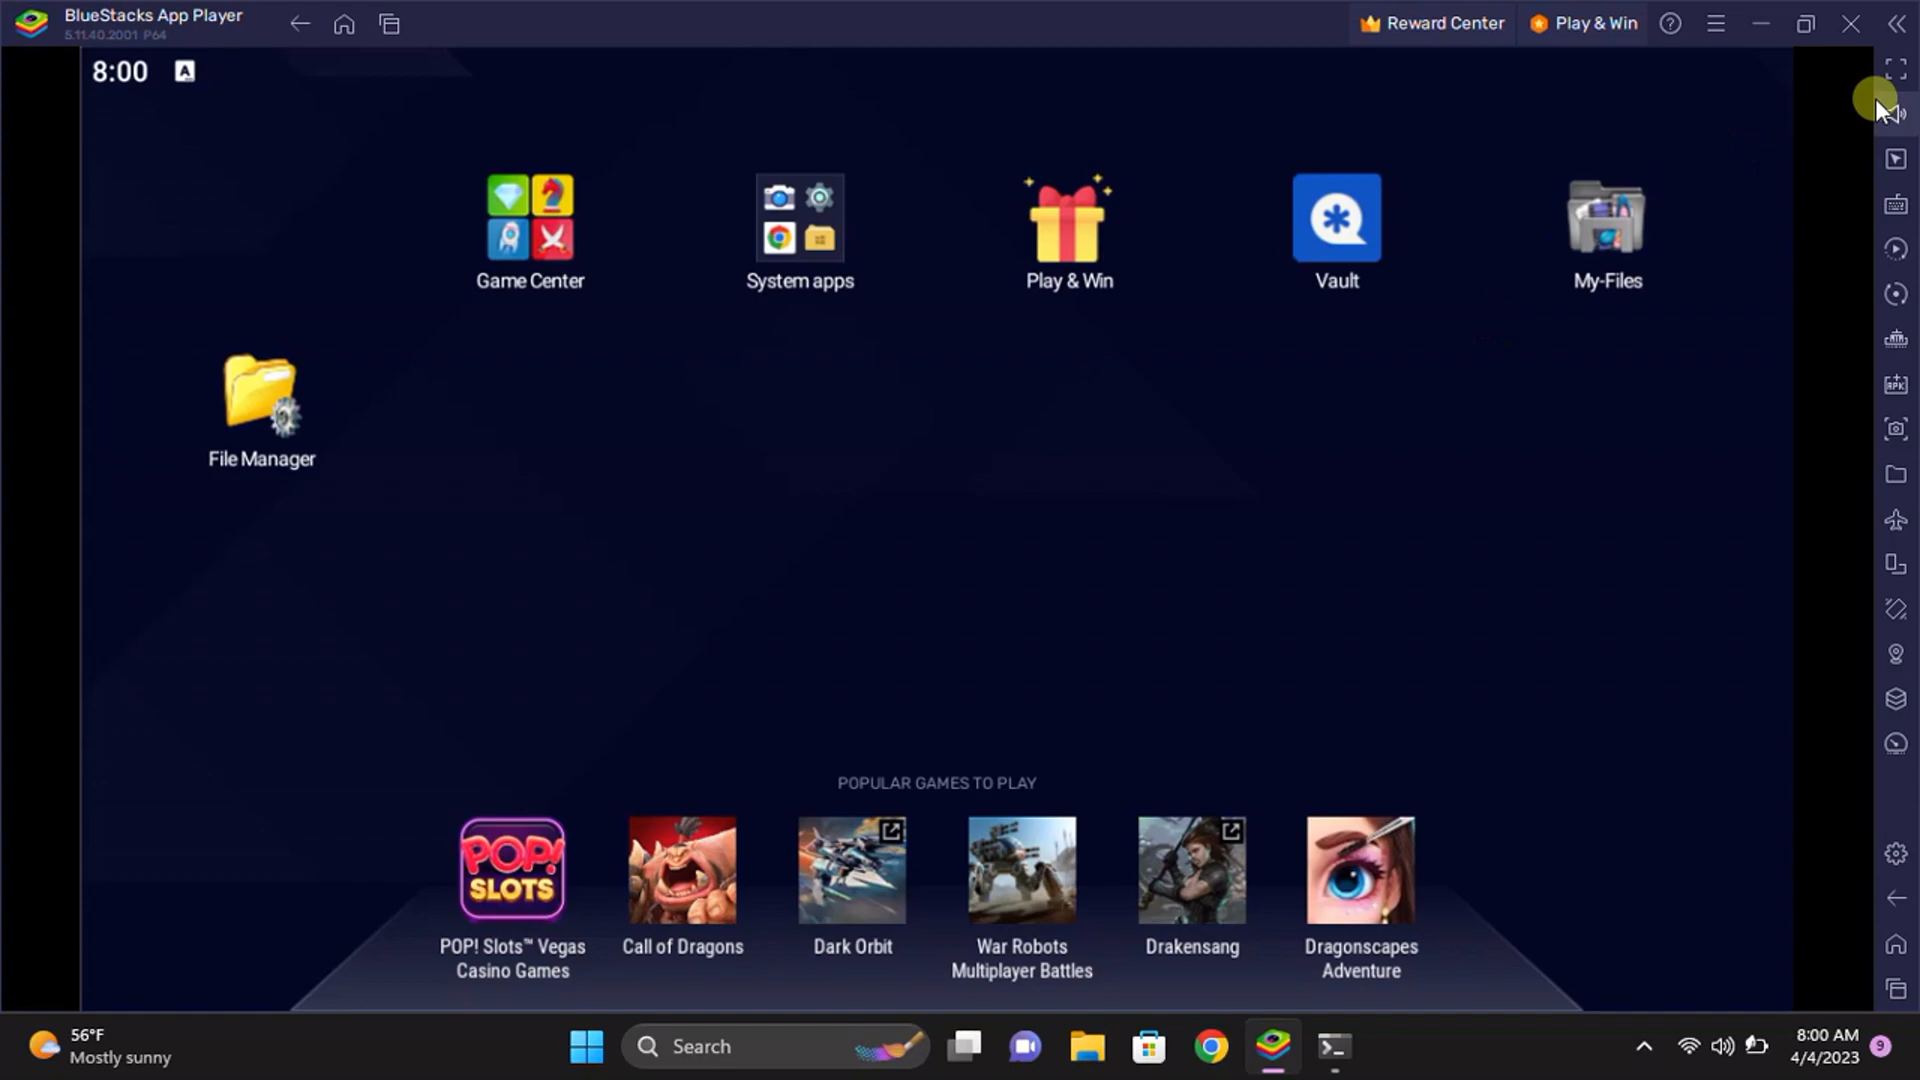 BlueStacks App Player
5.11.40.2001 P64
Reward Center
Play & Win
8:00
A
Game Center
System apps
Play & Win
Vault
My-Files
File Manager
POPULAR GAMES TO PLAY
POP!
SLOTS
POP! Slots™ Vegas
Casino Games
Call of Dragons
Dark Orbit
War Robots
Multiplayer Battles
Drakensang
Dragonscapes
Adventure
56°F
Mostly sunny
Search
8:00 AM
4/4/2023
9